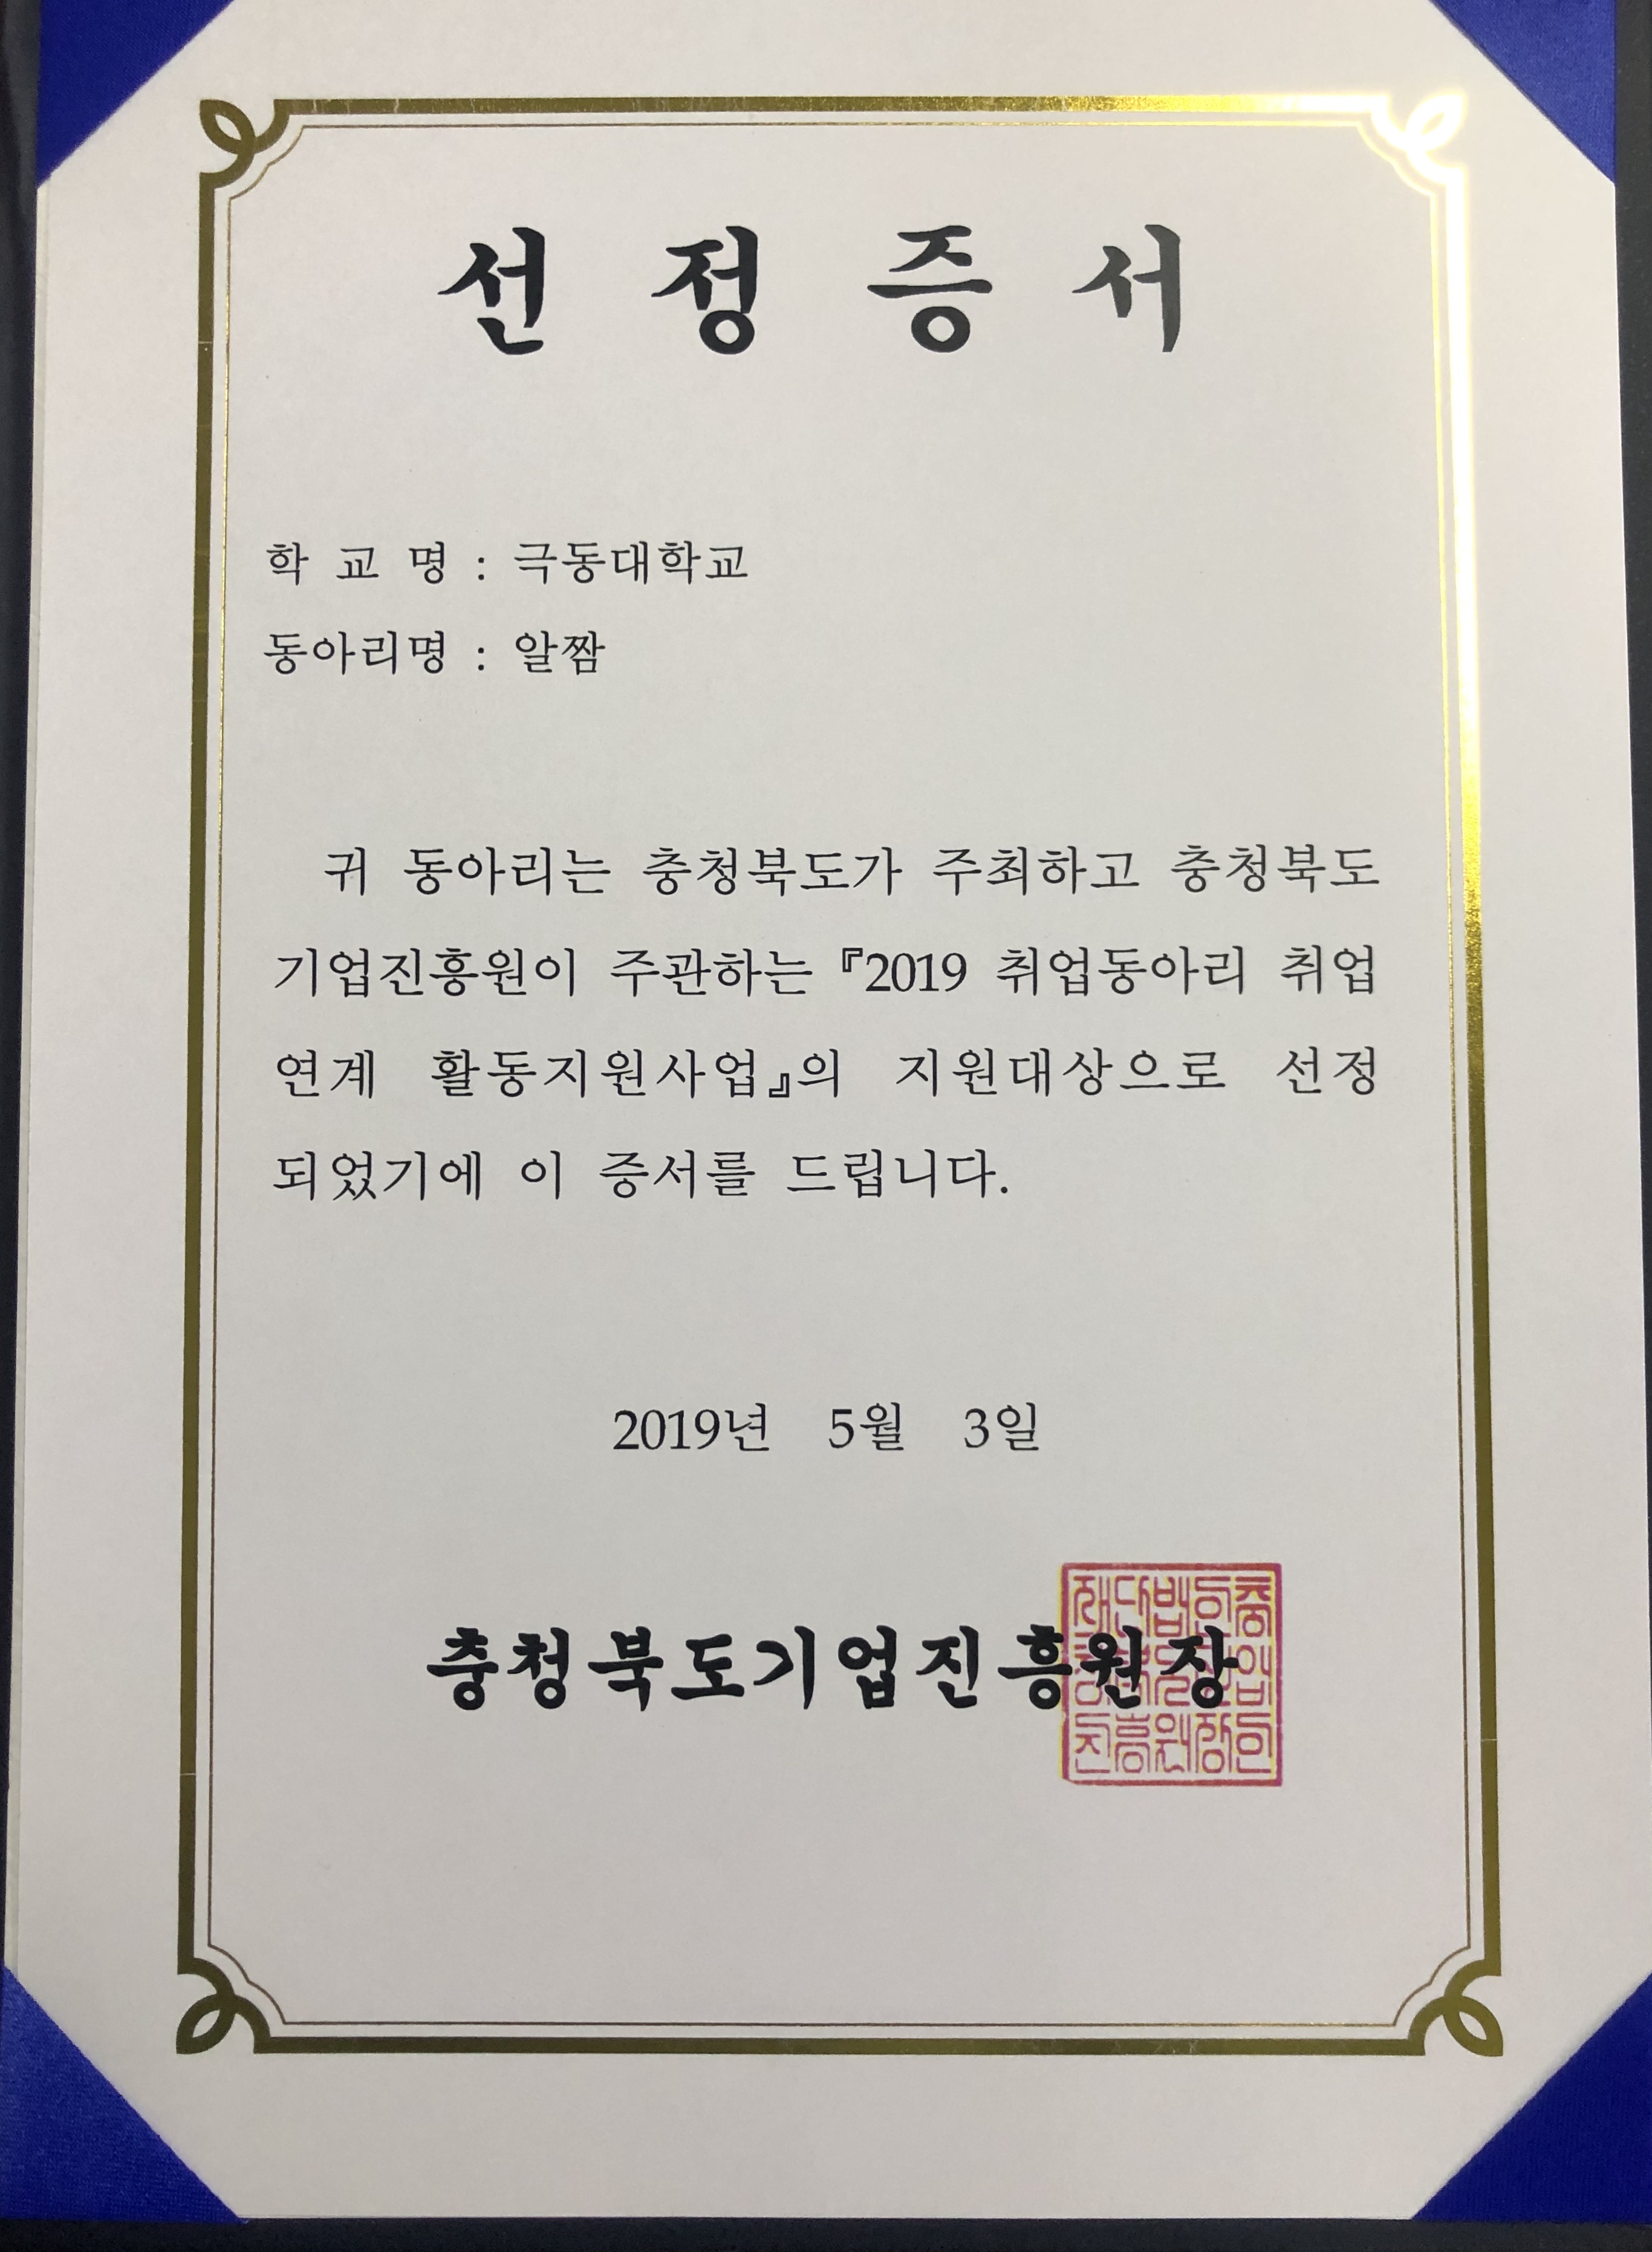 선 정 증 서
학 교 명 : 극동대학교
동아리명 : 알짬
귀 동아리는 충청북도가 주최하고 충청북도
기업진흥원이 주관하는 『2019 취업동아리 취업
연계 활동지원사업』의 지원대상으로 선정
되었기에 이 증서를 드립니다.
2019년 5월 3일
충청북도기업진흥원장